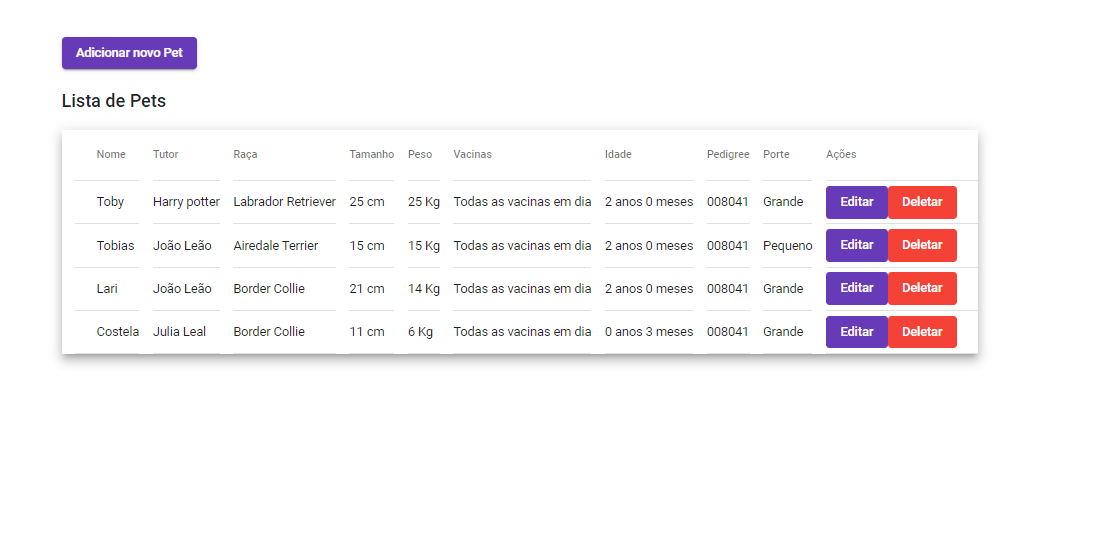 Adicionar novo Pet
Lista de Pets
Nome Tutor Raça Tamanho Peso Vacinas Idade Pedigree Porte Ações
Toby Harry potter Labrador Retriever 25 cm 25 Kg Todas as vacinas em dia 2 anos 0 meses 008041 Grande Editar Deletar
Tobias João Leão Airedale Terrier 15 cm 15 Kg Todas as vacinas em dia 2 anos 0 meses 008041 Pequeno Editar Deletar
Lari João Leão Border Collie 21 cm 14 Kg Todas as vacinas em dia 2 anos 0 meses 008041 Grande Editar Deletar
Costela Julia Leal Border Collie 11 cm 6 Kg Todas as vacinas em dia 0 anos 3 meses 008041 Grande Editar Deletar